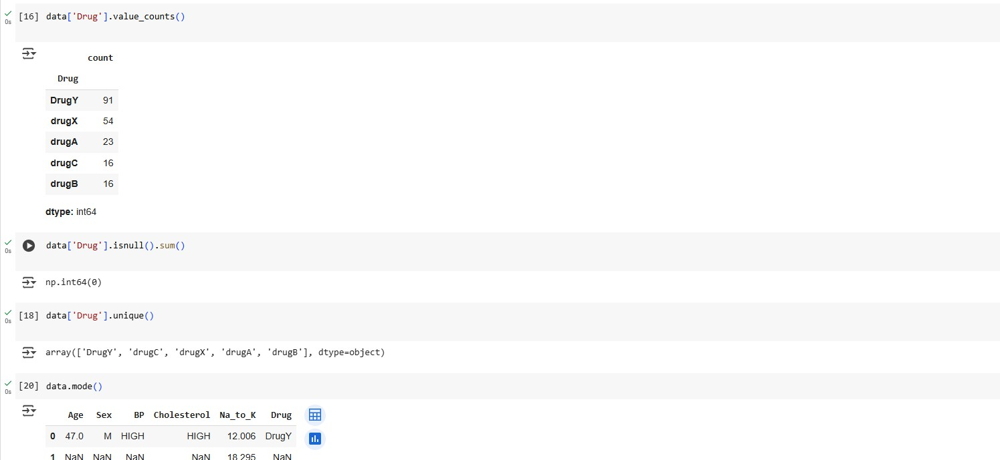 [16] data['Drug'].value_counts()
0s
count
Drug
DrugY 91
drugX 54
drugA 23
drugC 16
drugB 16
dtype: int64
data['Drug'].isnull().sum()
0s
np.int64(0)
[18] data['Drug'].unique()
0s
array(['DrugY', 'drugC', 'drugX', 'drugA', 'drugB'], dtype=object)
[20] data.mode()
0s
Age Sex BP Cholesterol Na_to_K Drug
0 47.0 M HIGH HIGH 12.006 DrugY
1 NaN NaN NaN NaN 18.295 NaN